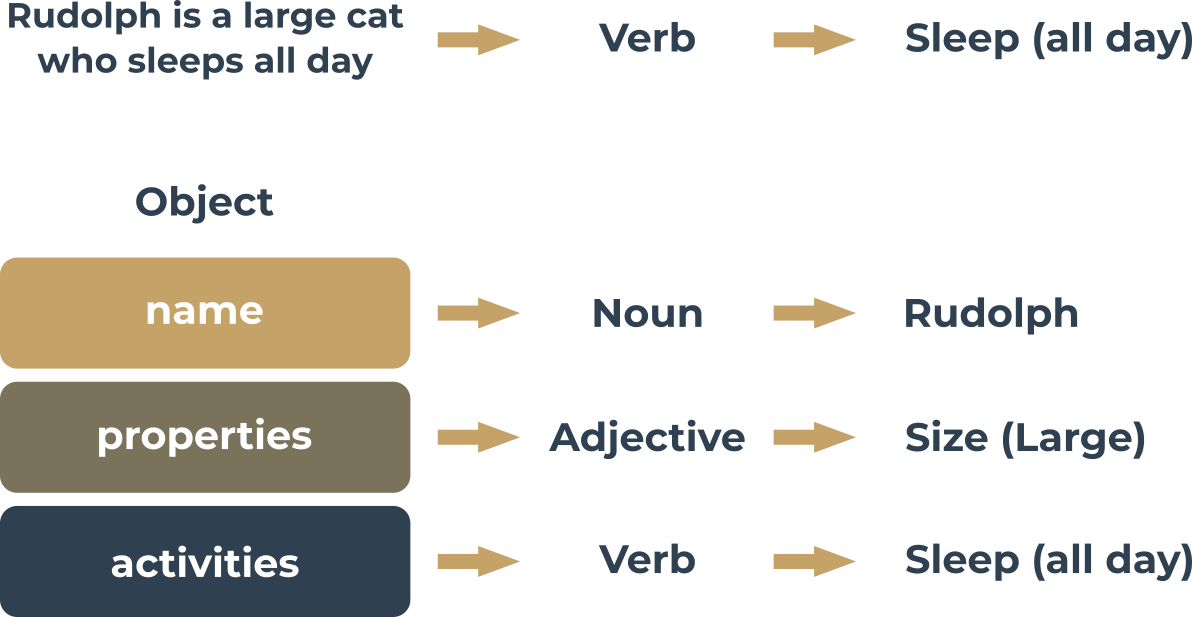 Rudolph is a large cat
who sleeps all day
Verb
Sleep (all day)
Object
name
Noun
Rudolph
properties
Adjective
Size (Large)
activities
Verb
Sleep (all day)